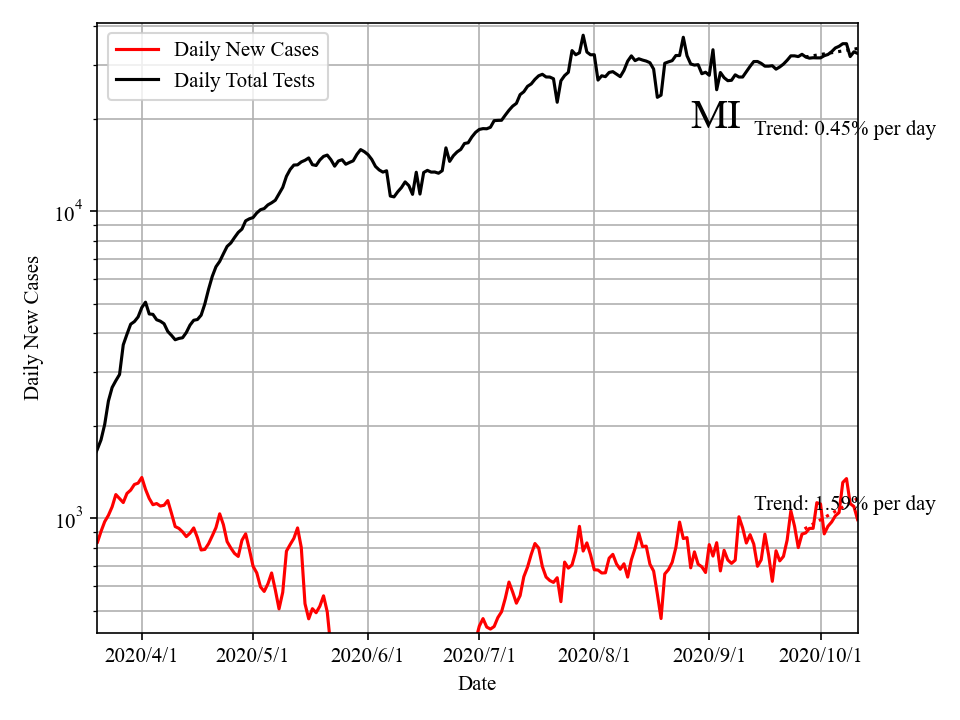 Daily New Cases
Daily Total Tests
MI
Trend: 0.45% per day
10^4
Daily New Cases
Trend: 1.59% per day
10^3
2020/4/1 2020/5/1 2020/6/1 2020/7/1 2020/8/1 2020/9/1 2020/10/1
Date